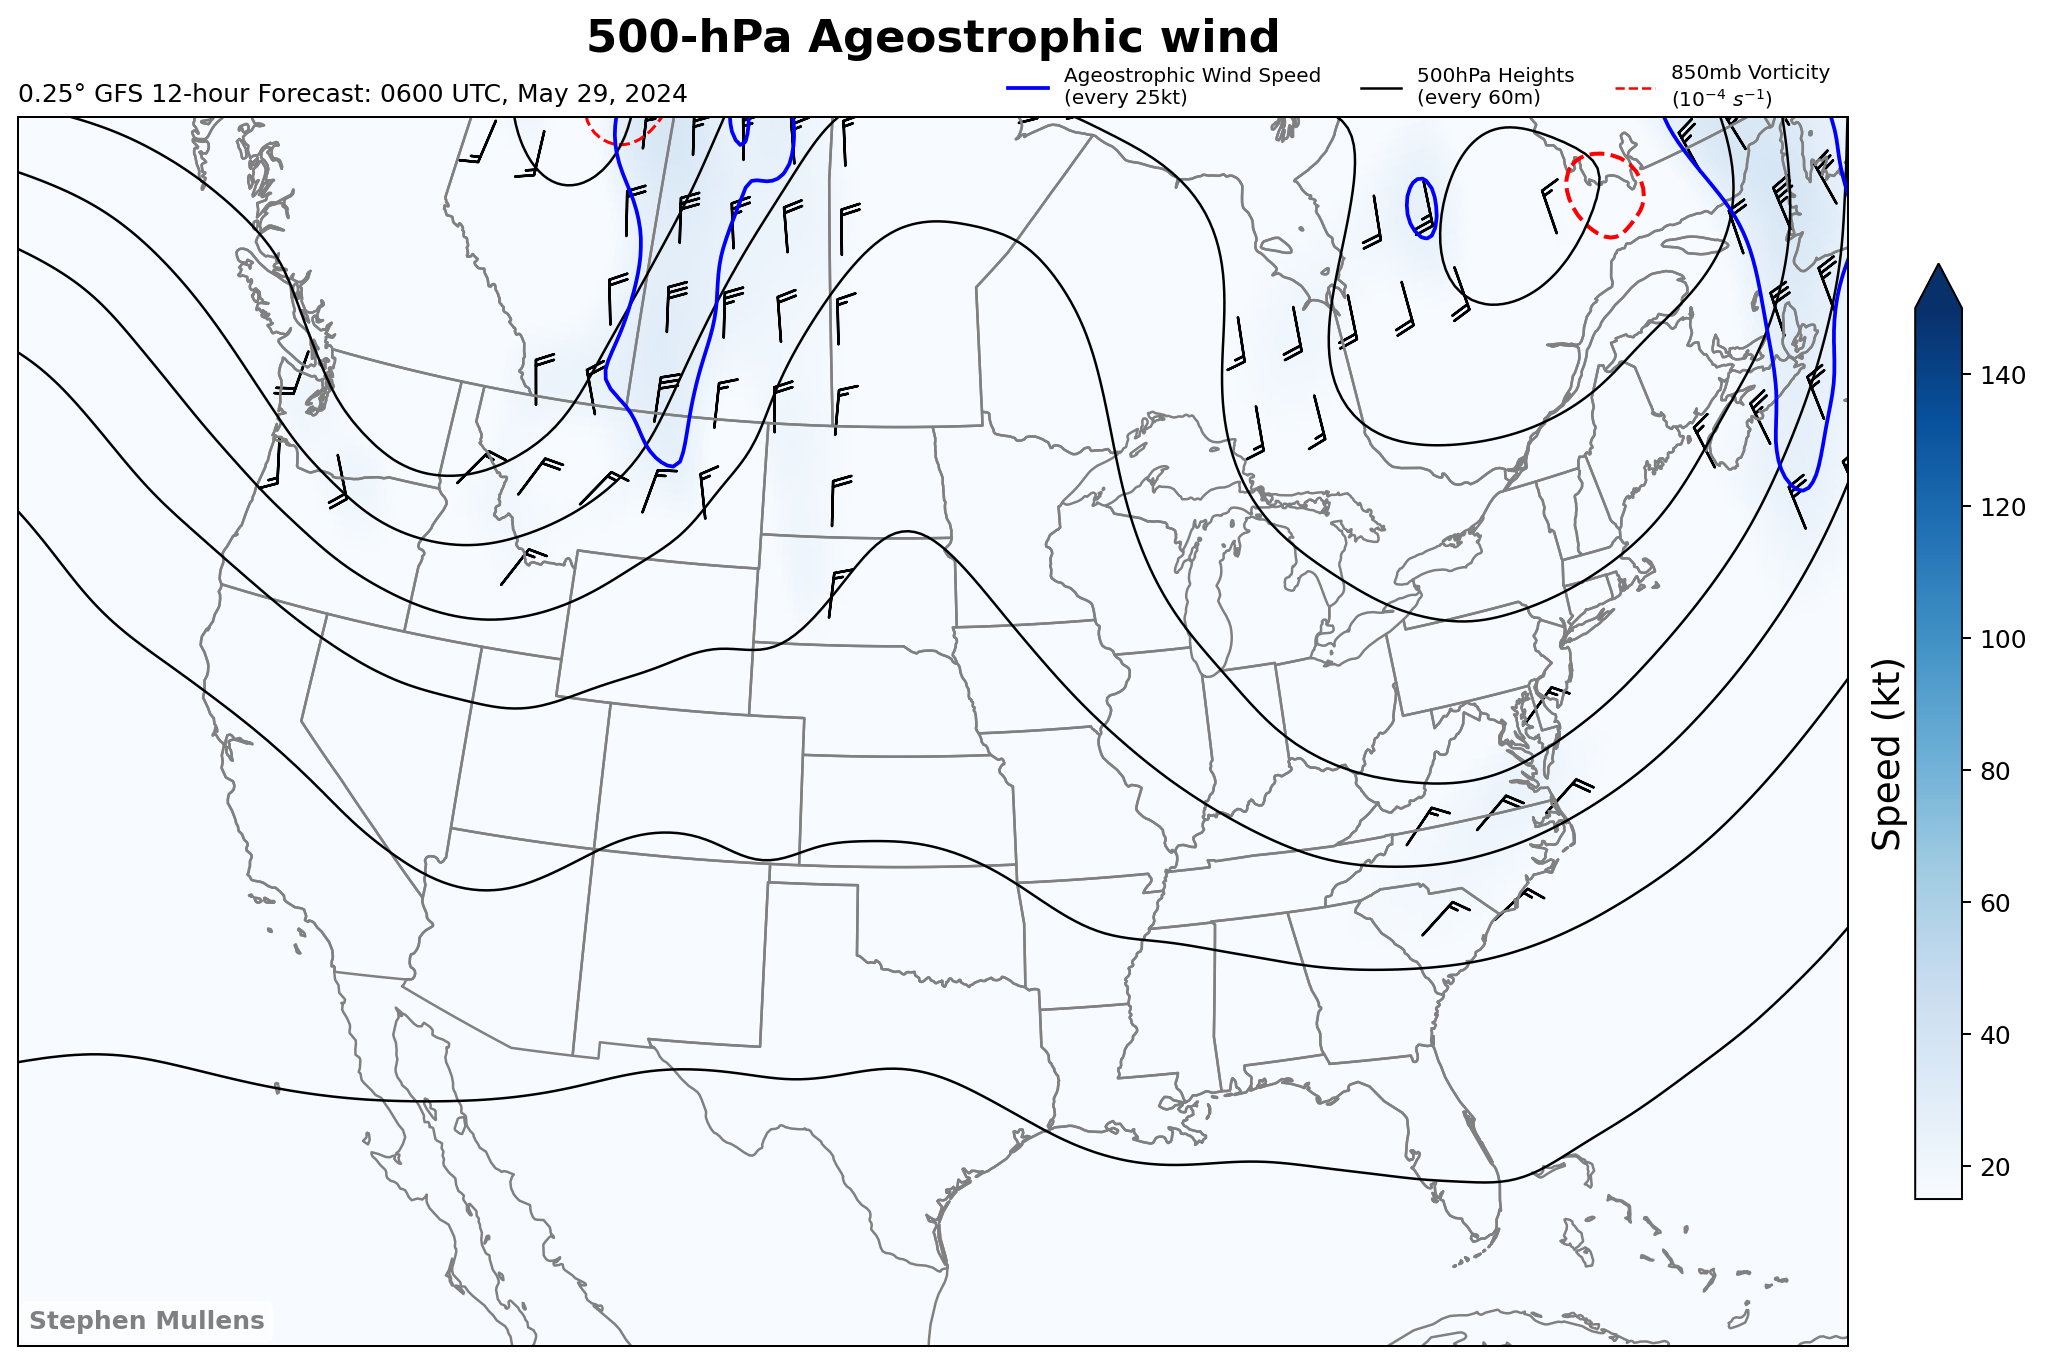 500-hPa Ageostrophic wind
0.25° GFS 12-hour Forecast: 0600 UTC, May 29, 2024
Ageostrophic Wind Speed
(every 25kt)
500hPa Heights
(every 60m)
850mb Vorticity
(10⁻⁴ s⁻¹)
140
120
100
80
60
40
20
Speed (kt)
Stephen Mullens